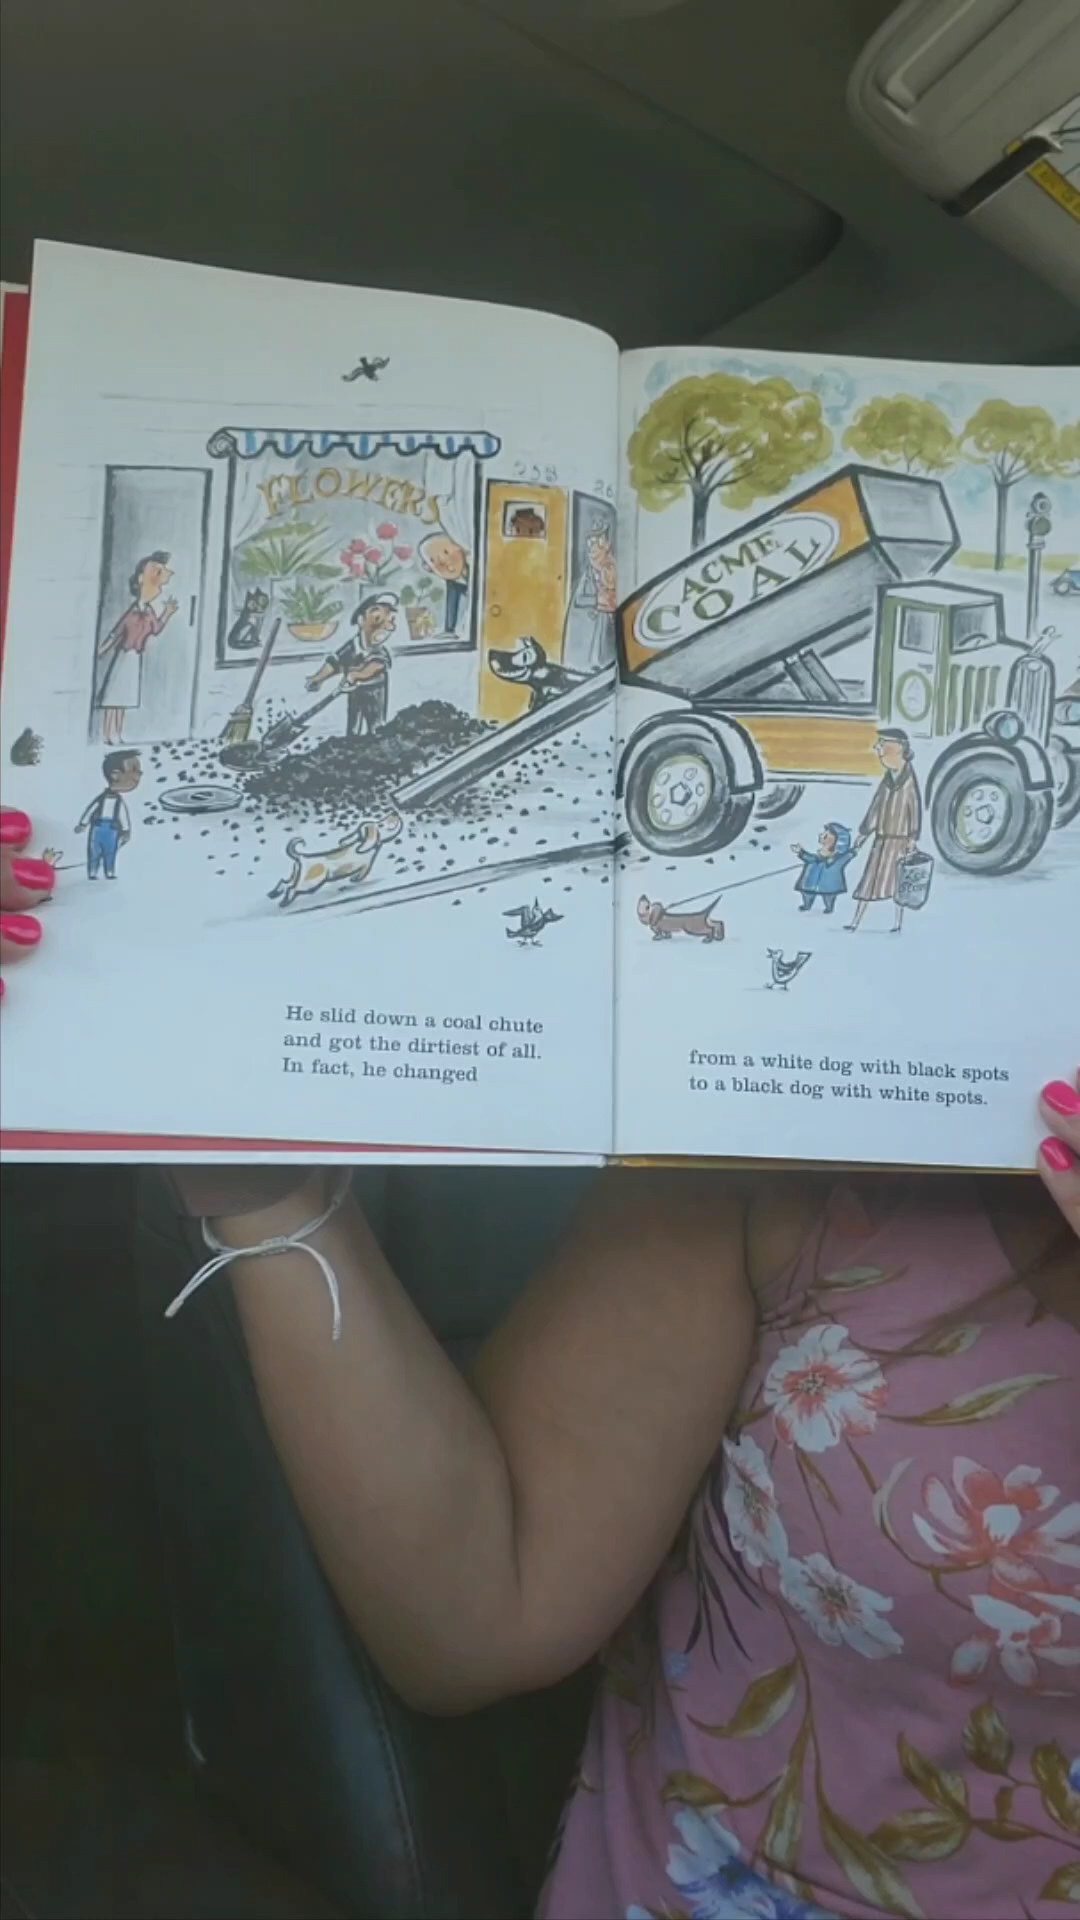 FLOWERS
258
26
ACME
COAL
He slid down a coal chute
and got the dirtiest of all.
In fact, he changed
from a white dog with black spots
to a black dog with white spots.